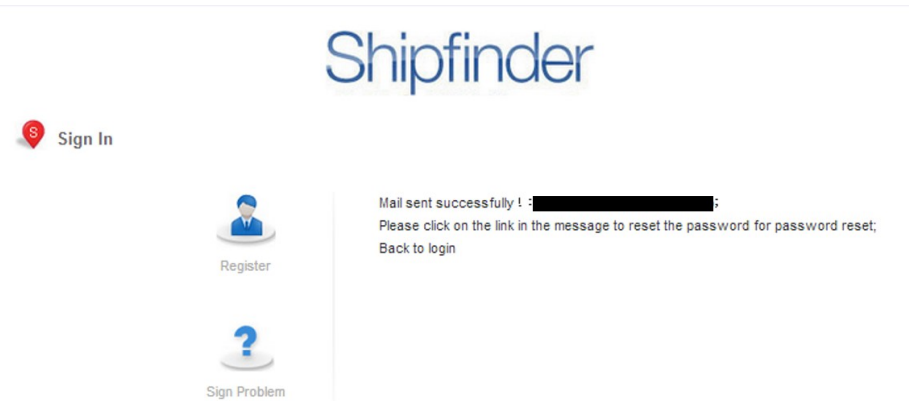 Shipfinder
S
Sign In
Mail sent successfully！: ;
Please click on the link in the message to reset the password for password reset;
Back to login
Register
?
Sign Problem